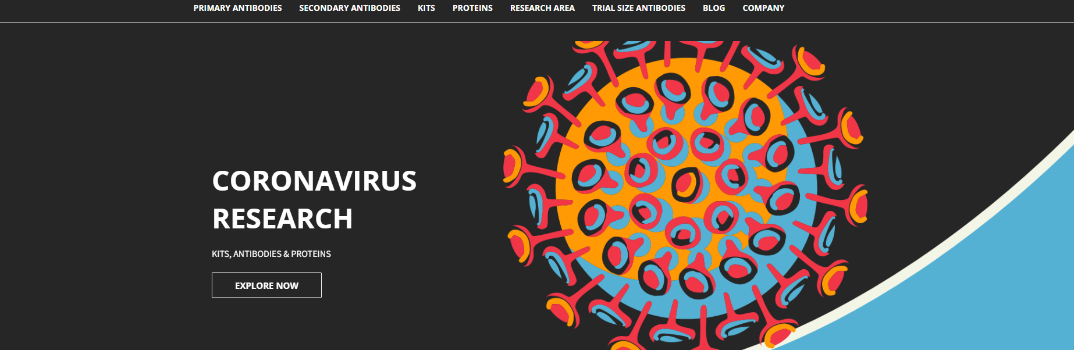 PRIMARY ANTIBODIES SECONDARY ANTIBODIES KITS PROTEINS RESEARCH AREA TRIAL SIZE ANTIBODIES BLOG COMPANY
CORONAVIRUS
RESEARCH
KITS, ANTIBODIES & PROTEINS
EXPLORE NOW